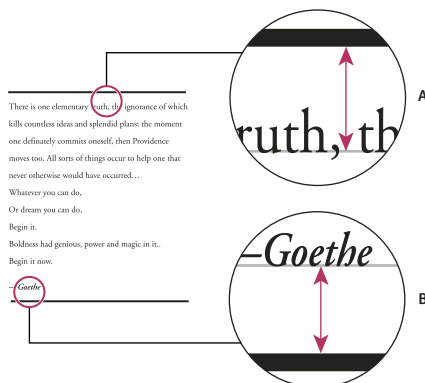 There is one elementary truth, the ignorance of which
kills countless ideas and splendid plans: the moment
one definately commits oneself, then Providence
moves too. All sorts of things occur to help one that
never otherwise would have occurred…
Whatever you can do,
Or dream you can do,
Begin it.
Boldness had genious, power and magic in it..
Begin it now.
–Goethe
ruth, th
A
–Goethe
B